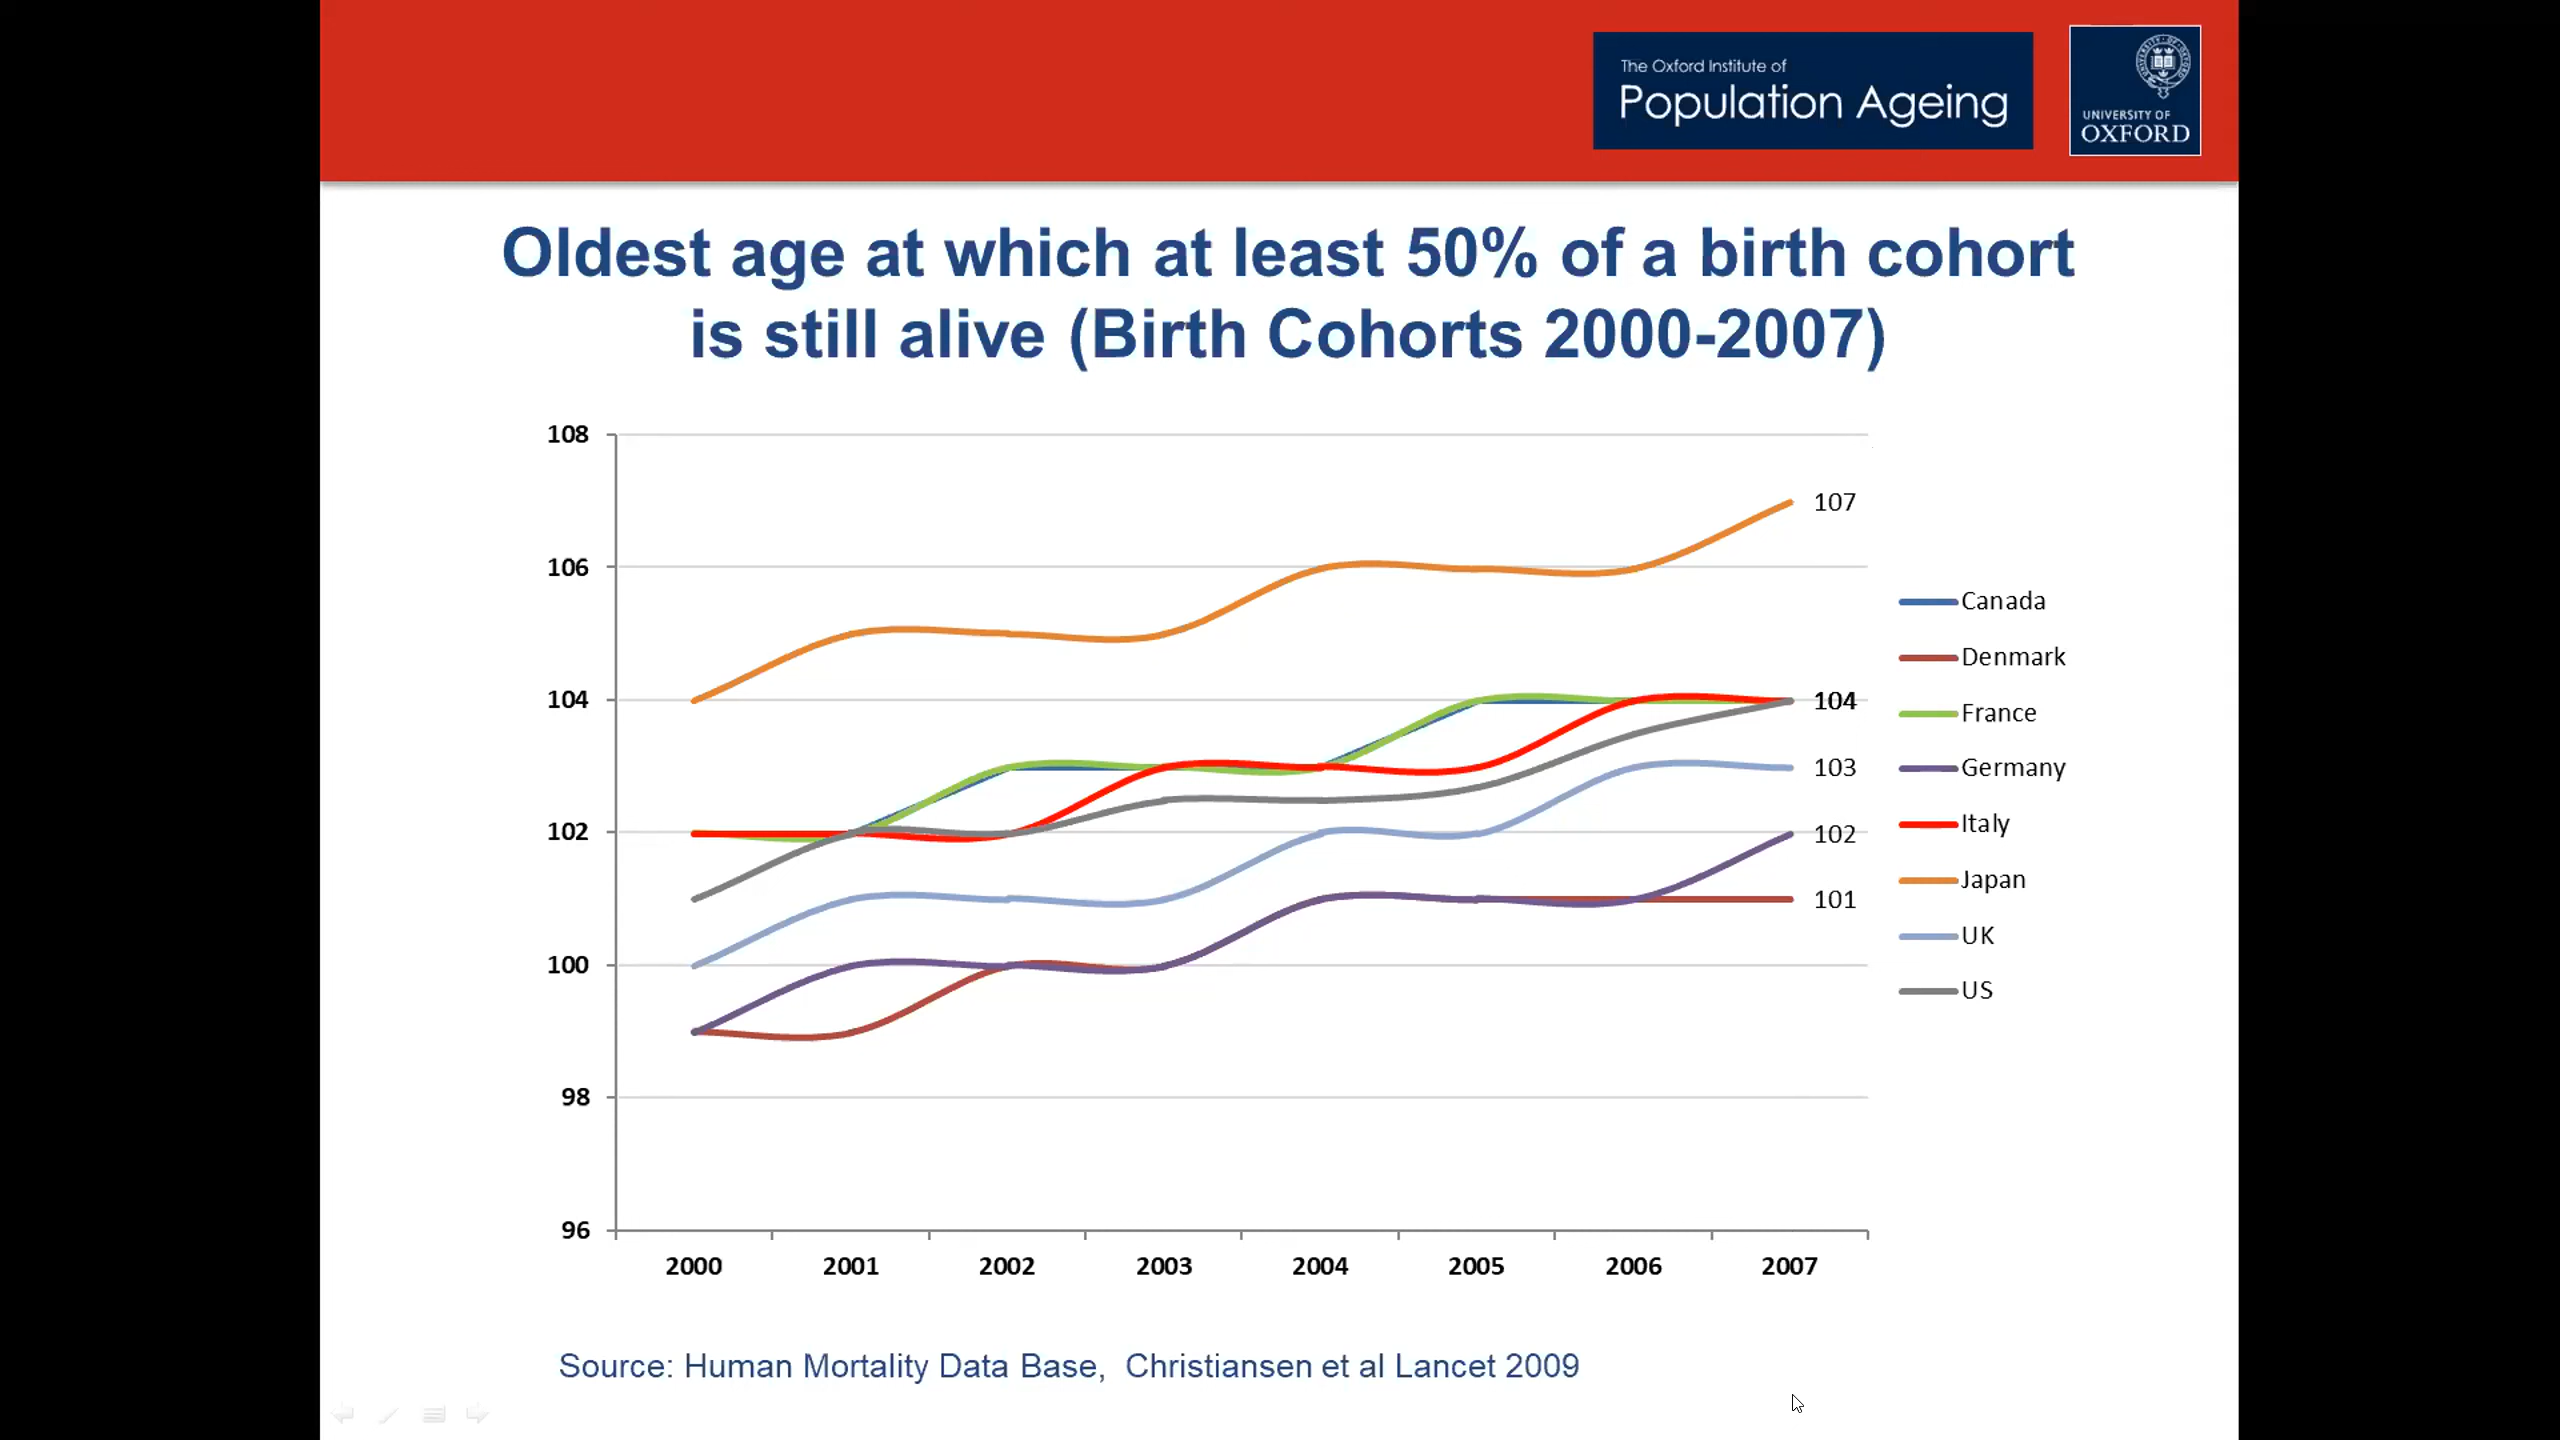 The Oxford Institute of
Population Ageing
UNIVERSITY OF
OXFORD
Oldest age at which at least 50% of a birth cohort
is still alive (Birth Cohorts 2000-2007)
108
106
104
102
100
98
96
107
104
103
102
101
2000 2001 2002 2003 2004 2005 2006 2007
Canada
Denmark
France
Germany
Italy
Japan
UK
US
Source: Human Mortality Data Base, Christiansen et al Lancet 2009